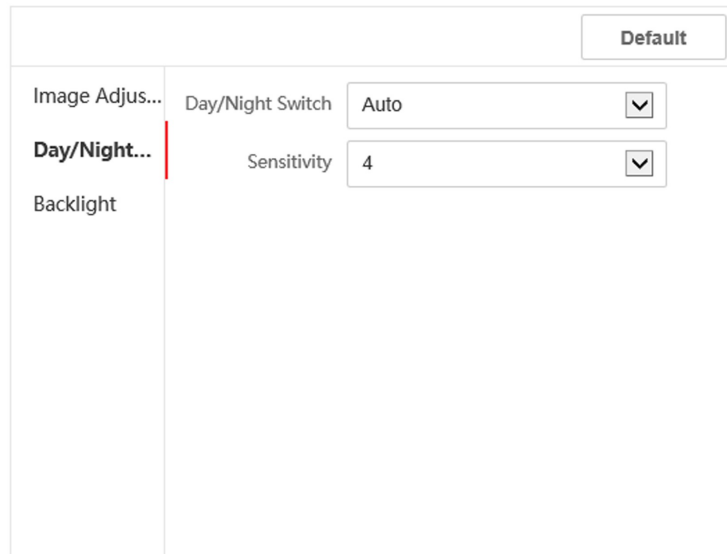 Default
Image Adjus...
Day/Night...
Backlight
Day/Night Switch Auto
Sensitivity 4